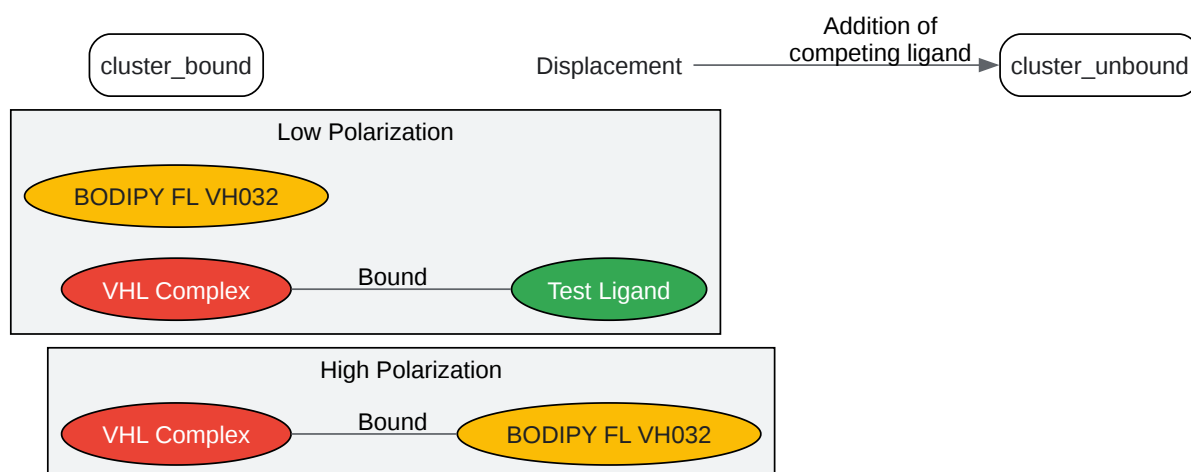 cluster_bound
Displacement
Addition of
competing ligand
cluster_unbound
Low Polarization
BODIPY FL VH032
VHL Complex
Bound
Test Ligand
High Polarization
VHL Complex
Bound
BODIPY FL VH032